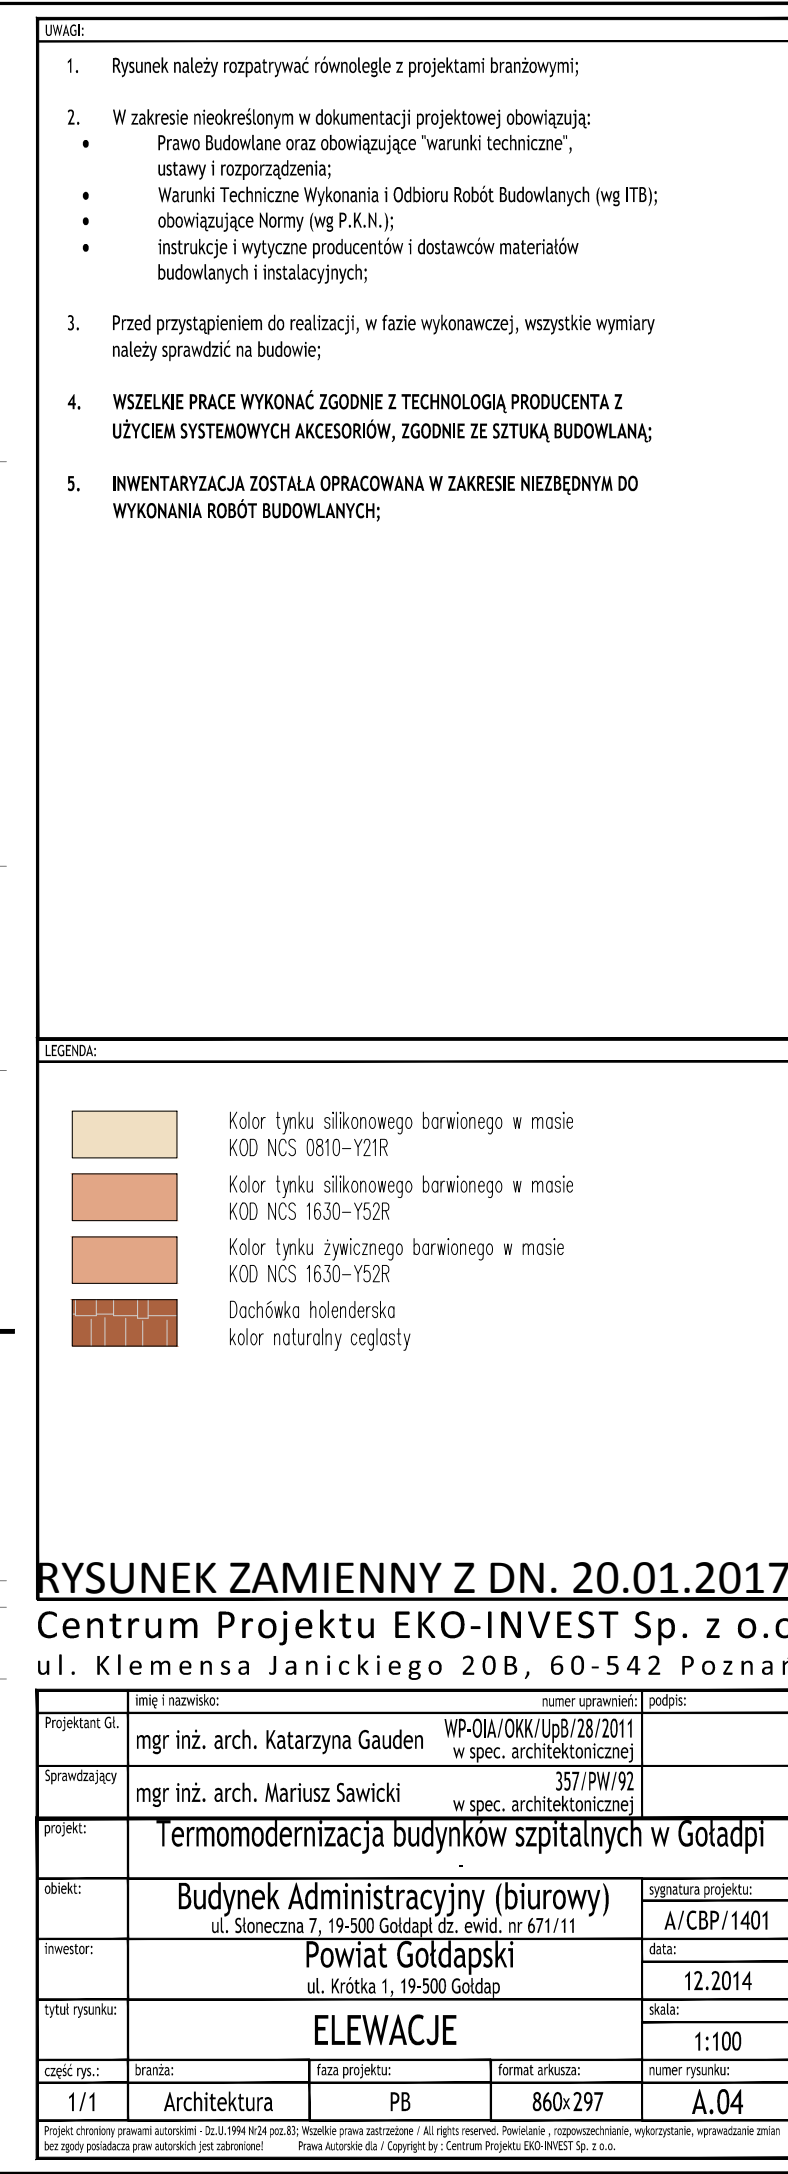 UWAGI:
1. Rysunek należy rozpatrywać równolegle z projektami branżowymi;
2. W zakresie nieokreślonym w dokumentacji projektowej obowiązują:
• Prawo Budowlane oraz obowiązujące "warunki techniczne",
ustawy i rozporządzenia;
• Warunki Techniczne Wykonania i Odbioru Robót Budowlanych (wg ITB);
• obowiązujące Normy (wg P.K.N.);
• instrukcje i wytyczne producentów i dostawców materiałów
budowlanych i instalacyjnych;
3. Przed przystąpieniem do realizacji, w fazie wykonawczej, wszystkie wymiary
należy sprawdzić na budowie;
4. WSZELKIE PRACE WYKONAĆ ZGODNIE Z TECHNOLOGIĄ PRODUCENTA Z
UŻYCIEM SYSTEMOWYCH AKCESORIÓW, ZGODNIE ZE SZTUKĄ BUDOWLANĄ;
5. INWENTARYZACJA ZOSTAŁA OPRACOWANA W ZAKRESIE NIEZBĘDNYM DO
WYKONANIA ROBÓT BUDOWLANYCH;
LEGENDA:
Kolor tynku silikonowego barwionego w masie
KOD NCS 0810-Y21R
Kolor tynku silikonowego barwionego w masie
KOD NCS 1630-Y52R
Kolor tynku żywicznego barwionego w masie
KOD NCS 1630-Y52R
Dachówka holenderska
kolor naturalny ceglasty
RYSUNEK ZAMIENNY Z DN. 20.01.2017
Centrum Projektu EKO-INVEST Sp. z o.o
ul. Klemensa Janickiego 20B, 60-542 Poznań
imię i nazwisko: numer uprawnień: podpis:
Projektant Gł. mgr inż. arch. Katarzyna Gauden WP-OIA/OKK/UpB/28/2011
w spec. architektonicznej
Sprawdzający mgr inż. arch. Mariusz Sawicki 357/PW/92
w spec. architektonicznej
projekt: Termomodernizacja budynków szpitalnych w Goładpi
-
obiekt: Budynek Administracyjny (biurowy)
ul. Słoneczna 7, 19-500 Gołdapł dz. ewid. nr 671/11
sygnatura projektu:
A/CBP/1401
inwestor: Powiat Gołdapski
ul. Krótka 1, 19-500 Gołdap
data:
12.2014
tytuł rysunku: ELEWACJE
skala:
1:100
część rys.: branża: faza projektu: format arkusza: numer rysunku:
1/1 Architektura PB 860x297 A.04
Projekt chroniony prawami autorskimi - Dz.U.1994 Nr24 poz.83; Wszelkie prawa zastrzeżone / All rights reserved. Powielanie , rozpowszechnianie, wykorzystanie, wprawadzanie zmian
bez zgody posiadacza praw autorskich jest zabronione! Prawa Autorskie dla / Copyright by : Centrum Projektu EKO-INVEST Sp. z o.o.